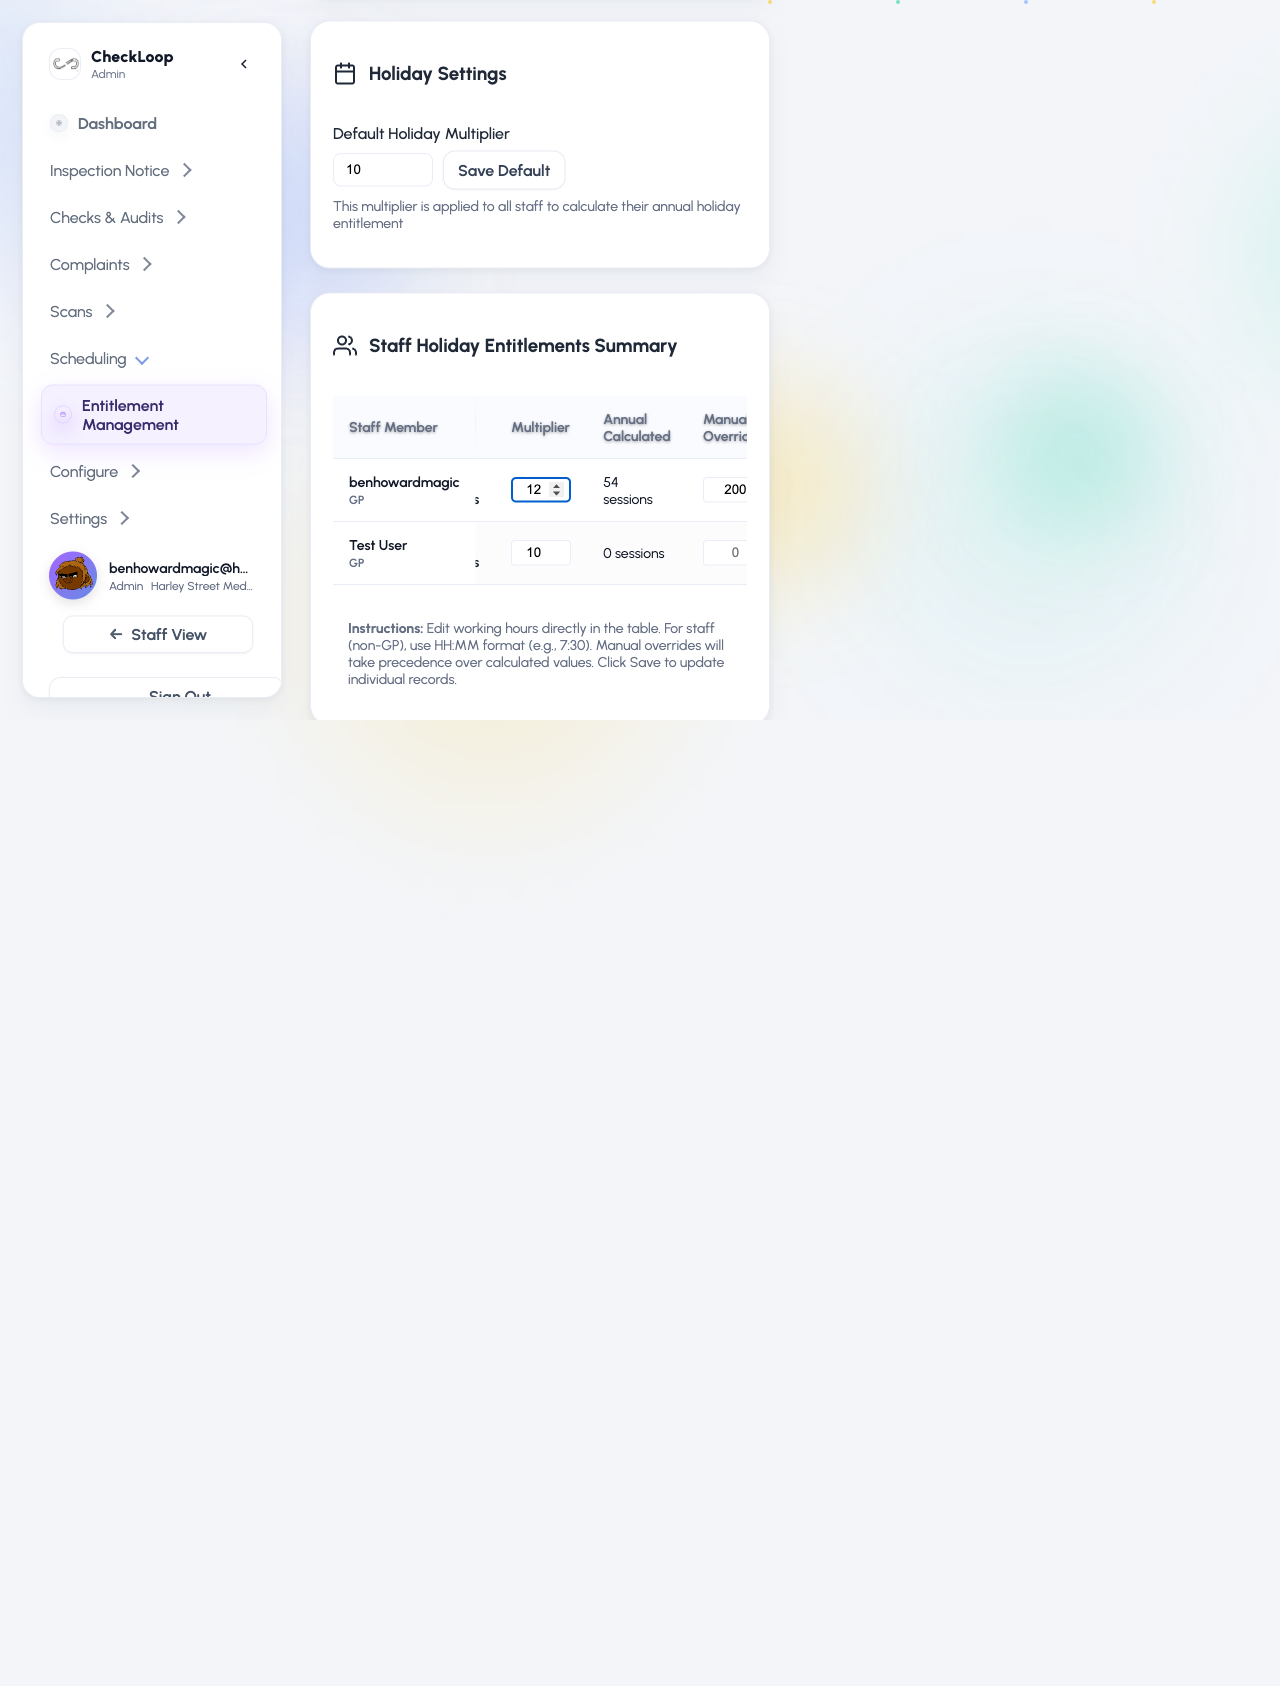 CheckLoop
Admin
Dashboard
Inspection Notice
Checks & Audits
Complaints
Scans
Scheduling
Entitlement
Management
Configure
Settings
benhowardmagic@h...
Admin Harley Street Med...
Staff View
Sign Out
Holiday Settings
Default Holiday Multiplier
10
Save Default
This multiplier is applied to all staff to calculate their annual holiday
entitlement
Staff Holiday Entitlements Summary
Staff Member
Multiplier
Annual
Calculated
benhowardmagic
GP
s
12
54
sessions
200
Test User
GP
s
10
0 sessions
0
Instructions: Edit working hours directly in the table. For staff
(non-GP), use HH:MM format (e.g., 7:30). Manual overrides will
take precedence over calculated values. Click Save to update
individual records.